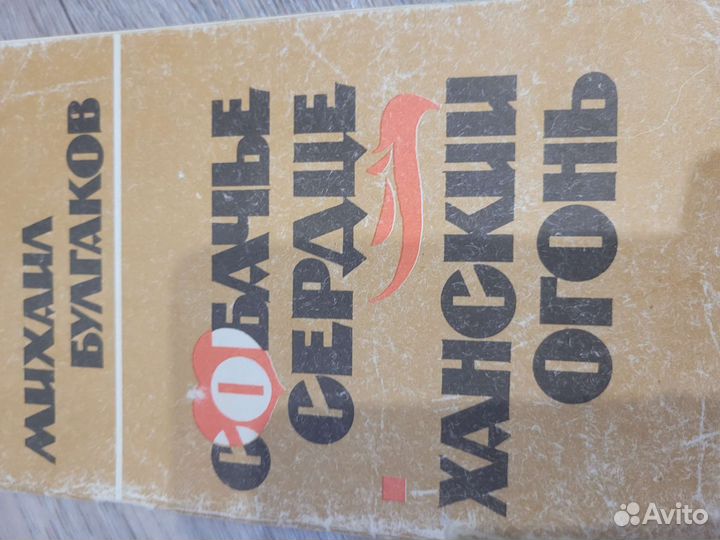 МИХАИЛ
БУЛГАКОВ
СОБАЧЬЕ
СЕРДЦЕ
ХАНСКИЙ
ОГОНЬ
Avito